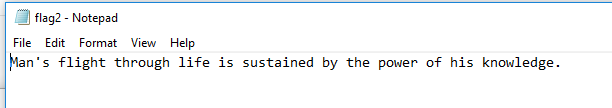 flag2 - Notepad
File Edit Format View Help
Man's flight through life is sustained by the power of his knowledge.